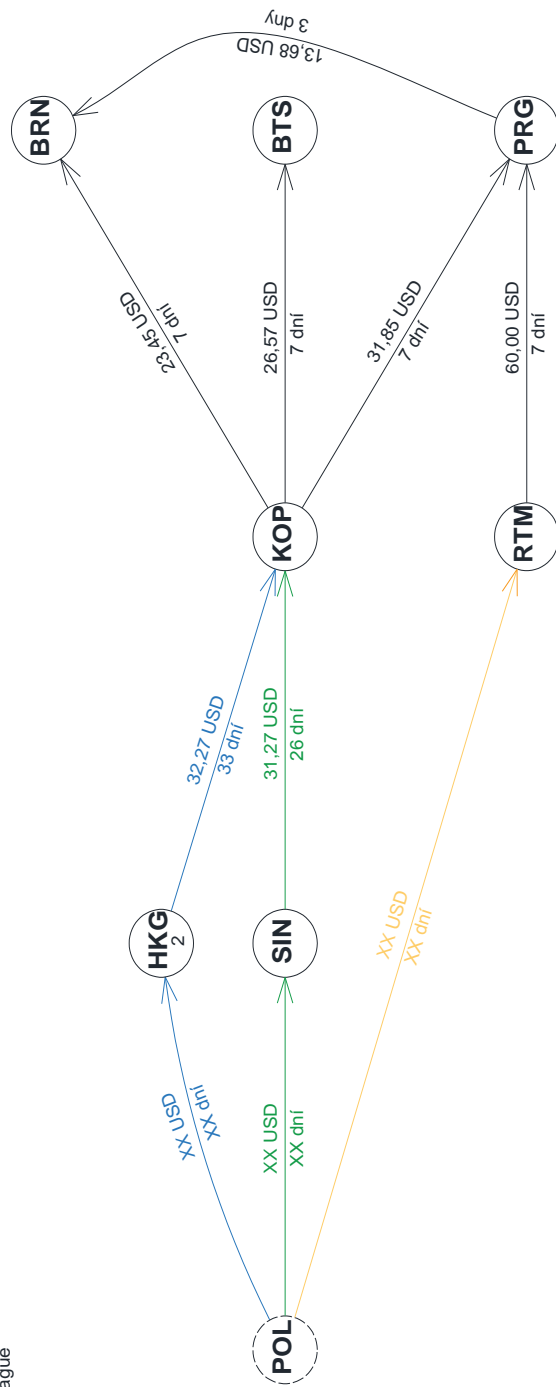 ague
POL
XX USD
XX dní
XX USD
XX dní
XX USD
XX dní
HKG
2
SIN
32,27 USD
33 dní
31,27 USD
26 dní
KOP
RTM
23,45 USD
7 dní
26,57 USD
7 dní
31,85 USD
7 dní
60,00 USD
7 dní
BRN
BTS
PRG
13,68 USD
3 dny